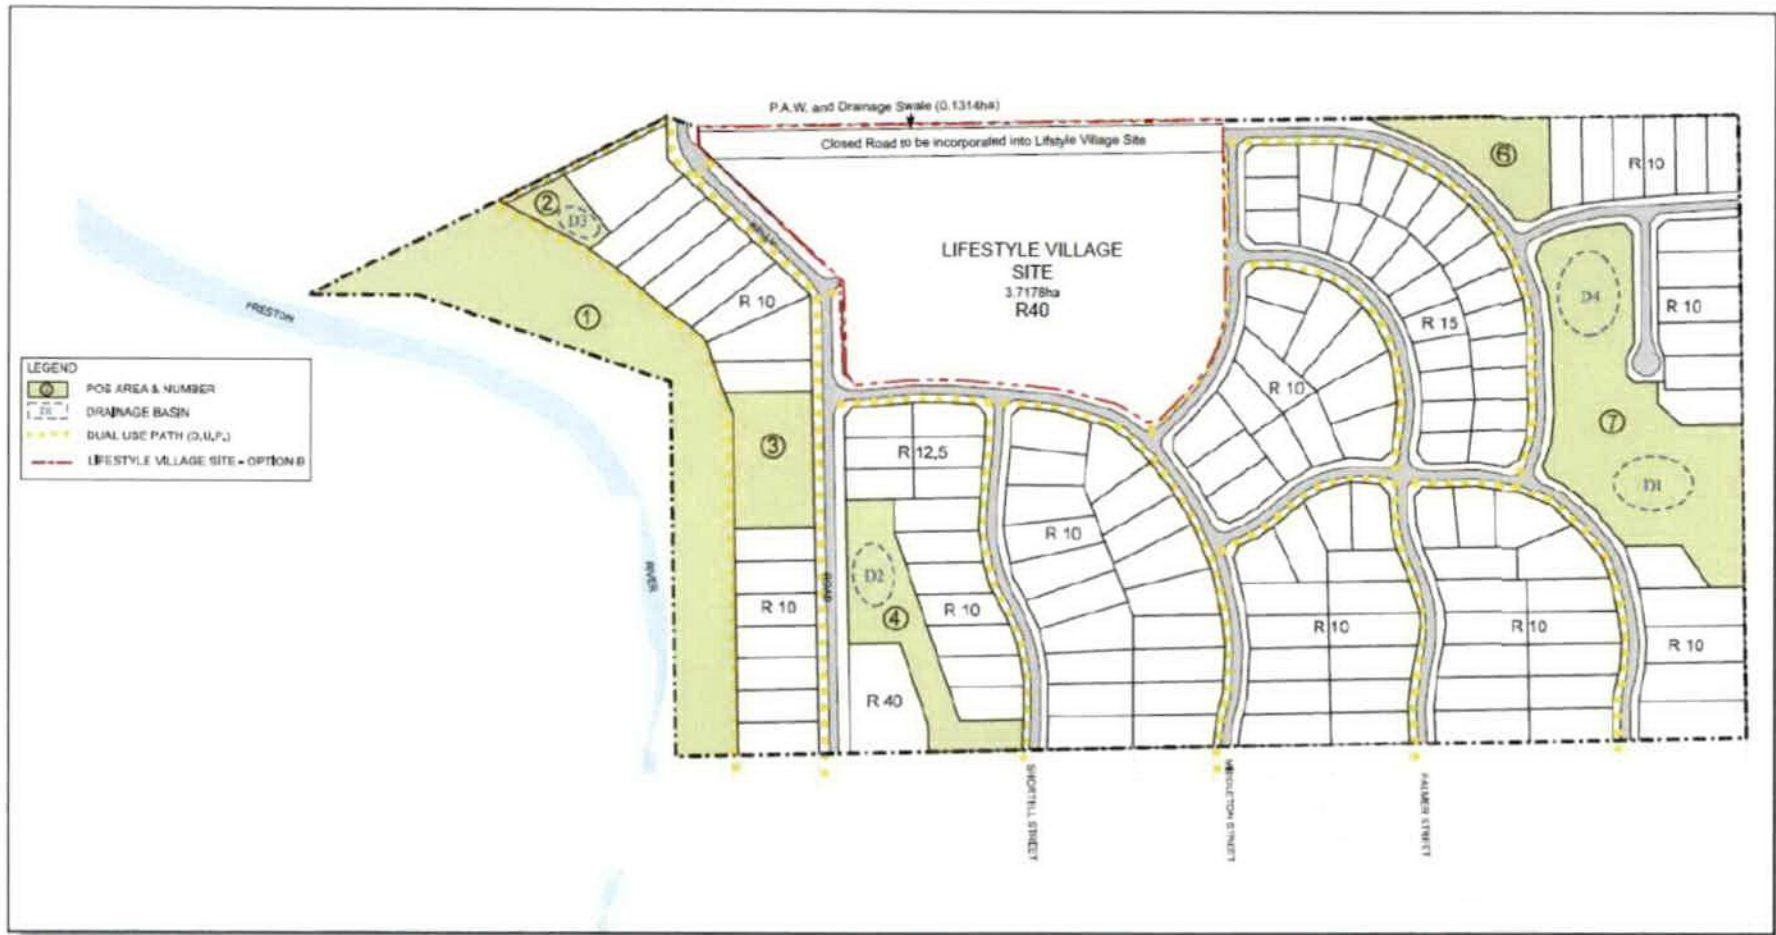 P.A.W. and Drainage Swale (0.1314ha)
Closed Road to be incorporated into Lifstyle Village Site
6
R 10
2
D3
LIFESTYLE VILLAGE
SITE
3.7178ha
R40
D4
R 10
R 10
1
PRESTON
R 15
R 10
LEGEND
POS AREA & NUMBER
D1
DRAINAGE BASIN
DUAL USE PATH (D.U.P.)
LIFESTYLE VILLAGE SITE - OPTION B
7
3
R 12.5
D1
R 10
D2
RIVER
ROAD
R 10
4
R 10
R 10
R 10
R 10
R 40
SHORTELL STREET
MIDDLETON STREET
PALMER STREET